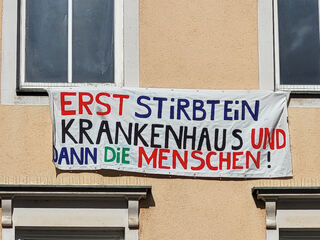 ERST STiRBT EiN
KRANKENHAUS UND
DANN DiE MENSCHEN!